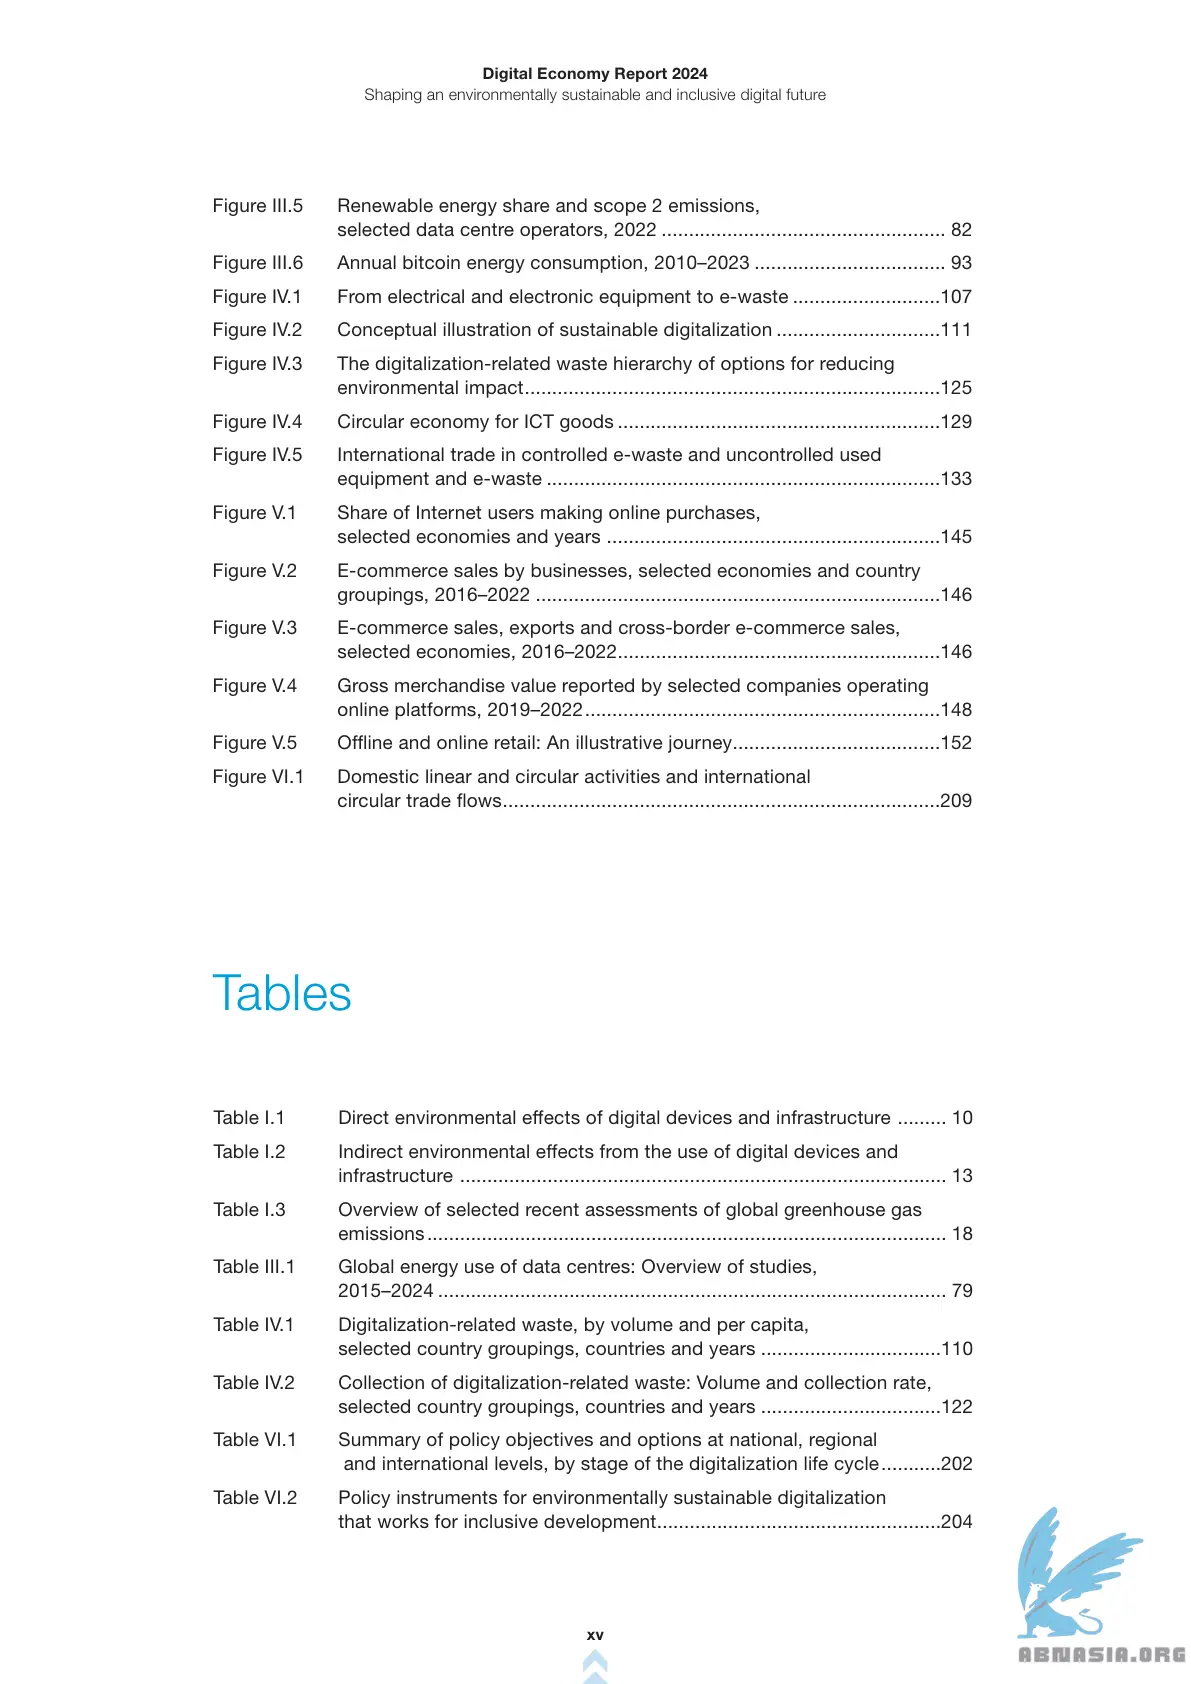 Digital Economy Report 2024
Shaping an environmentally sustainable and inclusive digital future
Figure III.5 Renewable energy share and scope 2 emissions,
selected data centre operators, 2022 .................................................... 82
Figure III.6 Annual bitcoin energy consumption, 2010–2023 ................................... 93
Figure IV.1 From electrical and electronic equipment to e-waste ...........................107
Figure IV.2 Conceptual illustration of sustainable digitalization ..............................111
Figure IV.3 The digitalization-related waste hierarchy of options for reducing
environmental impact............................................................................125
Figure IV.4 Circular economy for ICT goods ...........................................................129
Figure IV.5 International trade in controlled e-waste and uncontrolled used
equipment and e-waste ........................................................................133
Figure V.1 Share of Internet users making online purchases,
selected economies and years .............................................................145
Figure V.2 E-commerce sales by businesses, selected economies and country
groupings, 2016–2022 ..........................................................................146
Figure V.3 E-commerce sales, exports and cross-border e-commerce sales,
selected economies, 2016–2022...........................................................146
Figure V.4 Gross merchandise value reported by selected companies operating
online platforms, 2019–2022.................................................................148
Figure V.5 Offline and online retail: An illustrative journey......................................152
Figure VI.1 Domestic linear and circular activities and international
circular trade flows................................................................................209
Tables
Table I.1 Direct environmental effects of digital devices and infrastructure ......... 10
Table I.2 Indirect environmental effects from the use of digital devices and
infrastructure ......................................................................................... 13
Table I.3 Overview of selected recent assessments of global greenhouse gas
emissions............................................................................................... 18
Table III.1 Global energy use of data centres: Overview of studies,
2015–2024 ............................................................................................. 79
Table IV.1 Digitalization-related waste, by volume and per capita,
selected country groupings, countries and years .................................110
Table IV.2 Collection of digitalization-related waste: Volume and collection rate,
selected country groupings, countries and years .................................122
Table VI.1 Summary of policy objectives and options at national, regional
and international levels, by stage of the digitalization life cycle...........202
Table VI.2 Policy instruments for environmentally sustainable digitalization
that works for inclusive development....................................................204
xv
ABNASIA.ORG